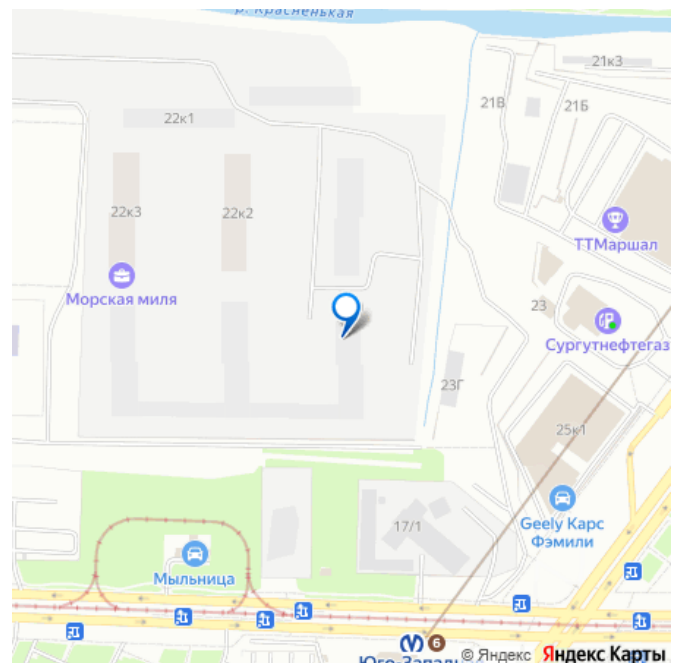 р. Красненькая
21к3
21В
21Б
22к1
22к3
22к2
ТТМаршал
Морская миля
23
Сургутнефтегаз
23Г
25к1
Geely Карс
Фэмили
17/1
Мыльница
6
© Яндекс Яндекс Карты